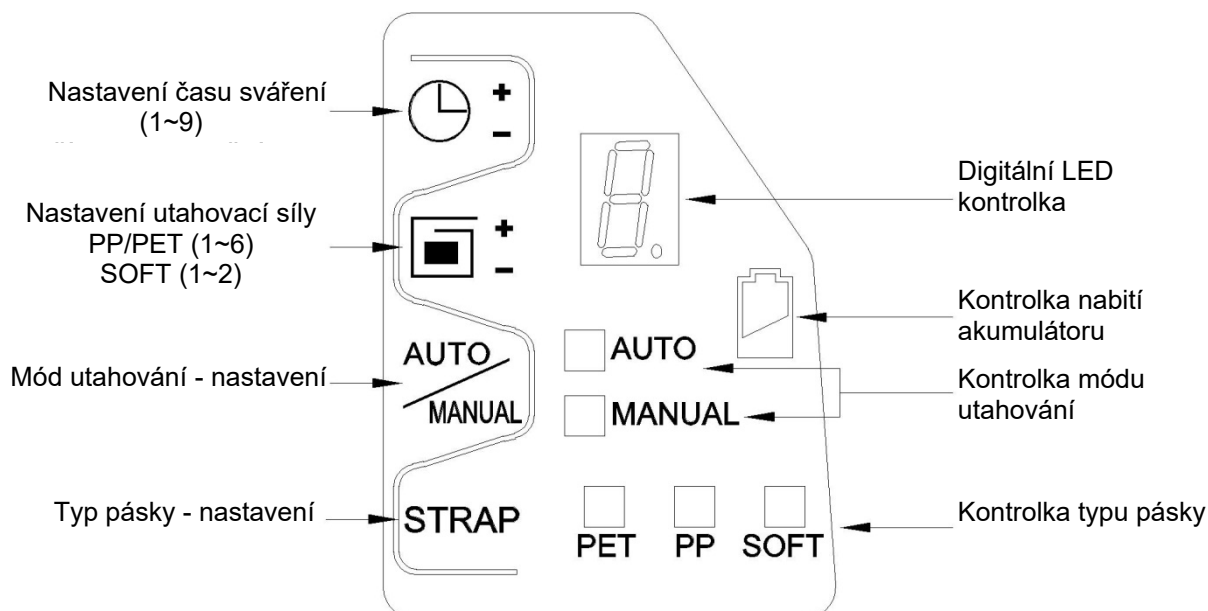 Nastavení času sváření
(1~9)
+
-
Digitální LED
kontrolka
Nastavení utahovací síly
PP/PET (1~6)
SOFT (1~2)
+
-
Kontrolka nabití
akumulátoru
Mód utahování - nastavení
AUTO
MANUAL
AUTO
MANUAL
Kontrolka módu
utahování
Typ pásky - nastavení
STRAP
PET PP SOFT
Kontrolka typu pásky